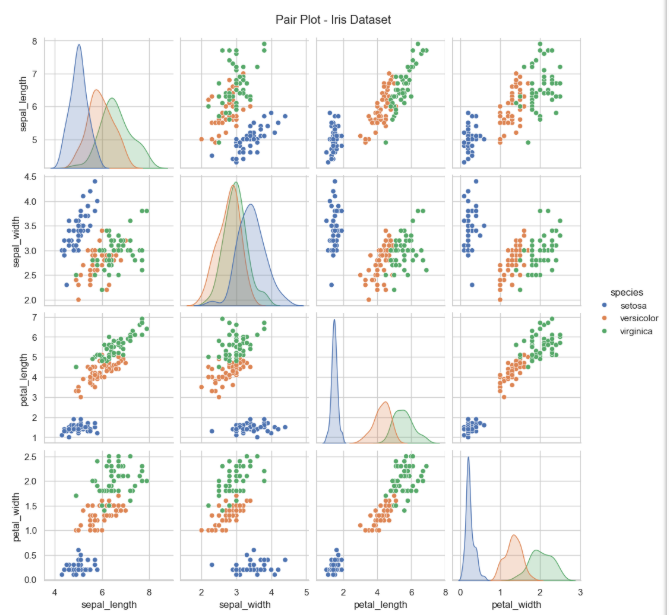 Pair Plot - Iris Dataset
8
7
6
5
sepal_length
4.5
4.0
3.5
3.0
2.5
2.0
sepal_width
species
setosa
versicolor
virginica
7
6
5
4
3
2
1
petal_length
2.5
2.0
1.5
1.0
0.5
0.0
petal_width
4 6 8
2 3 4 5
2 4 6 8
0 1 2 3
sepal_length sepal_width petal_length petal_width